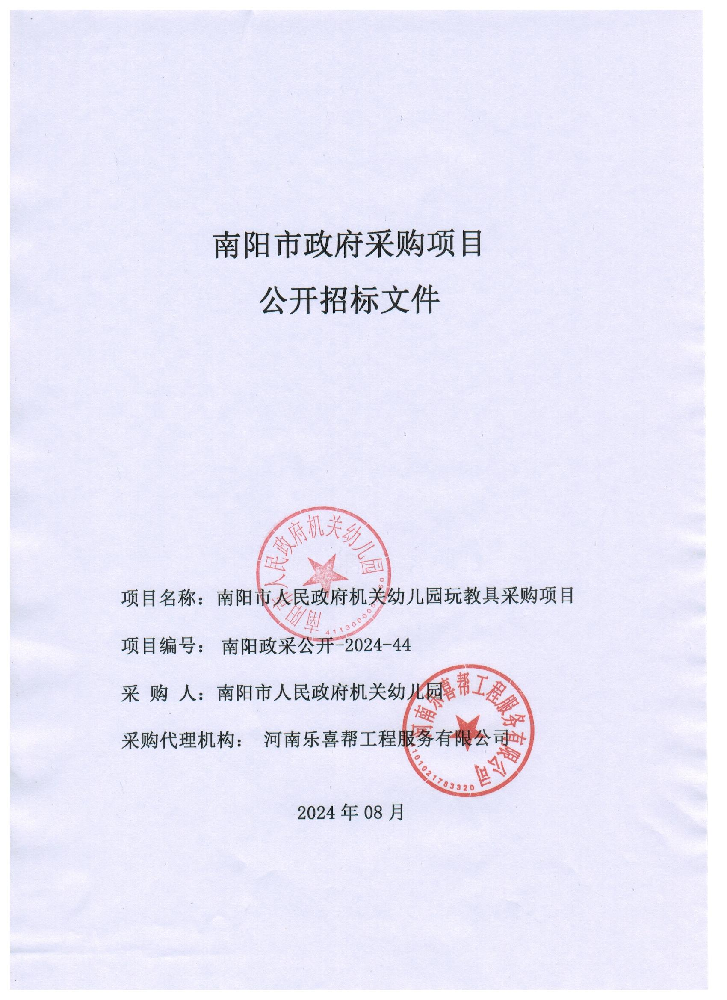 南阳市政府采购项目
公开招标文件
南阳市人民政府机关幼儿园
项目名称：南阳市人民政府机关幼儿园玩教具采购项目
项目编号： 南阳政采公开-2024-44
采 购 人：南阳市人民政府机关幼儿园
采购代理机构： 河南乐喜帮工程服务有限公司
河南乐喜帮工程服务有限公司
2024 年 08 月